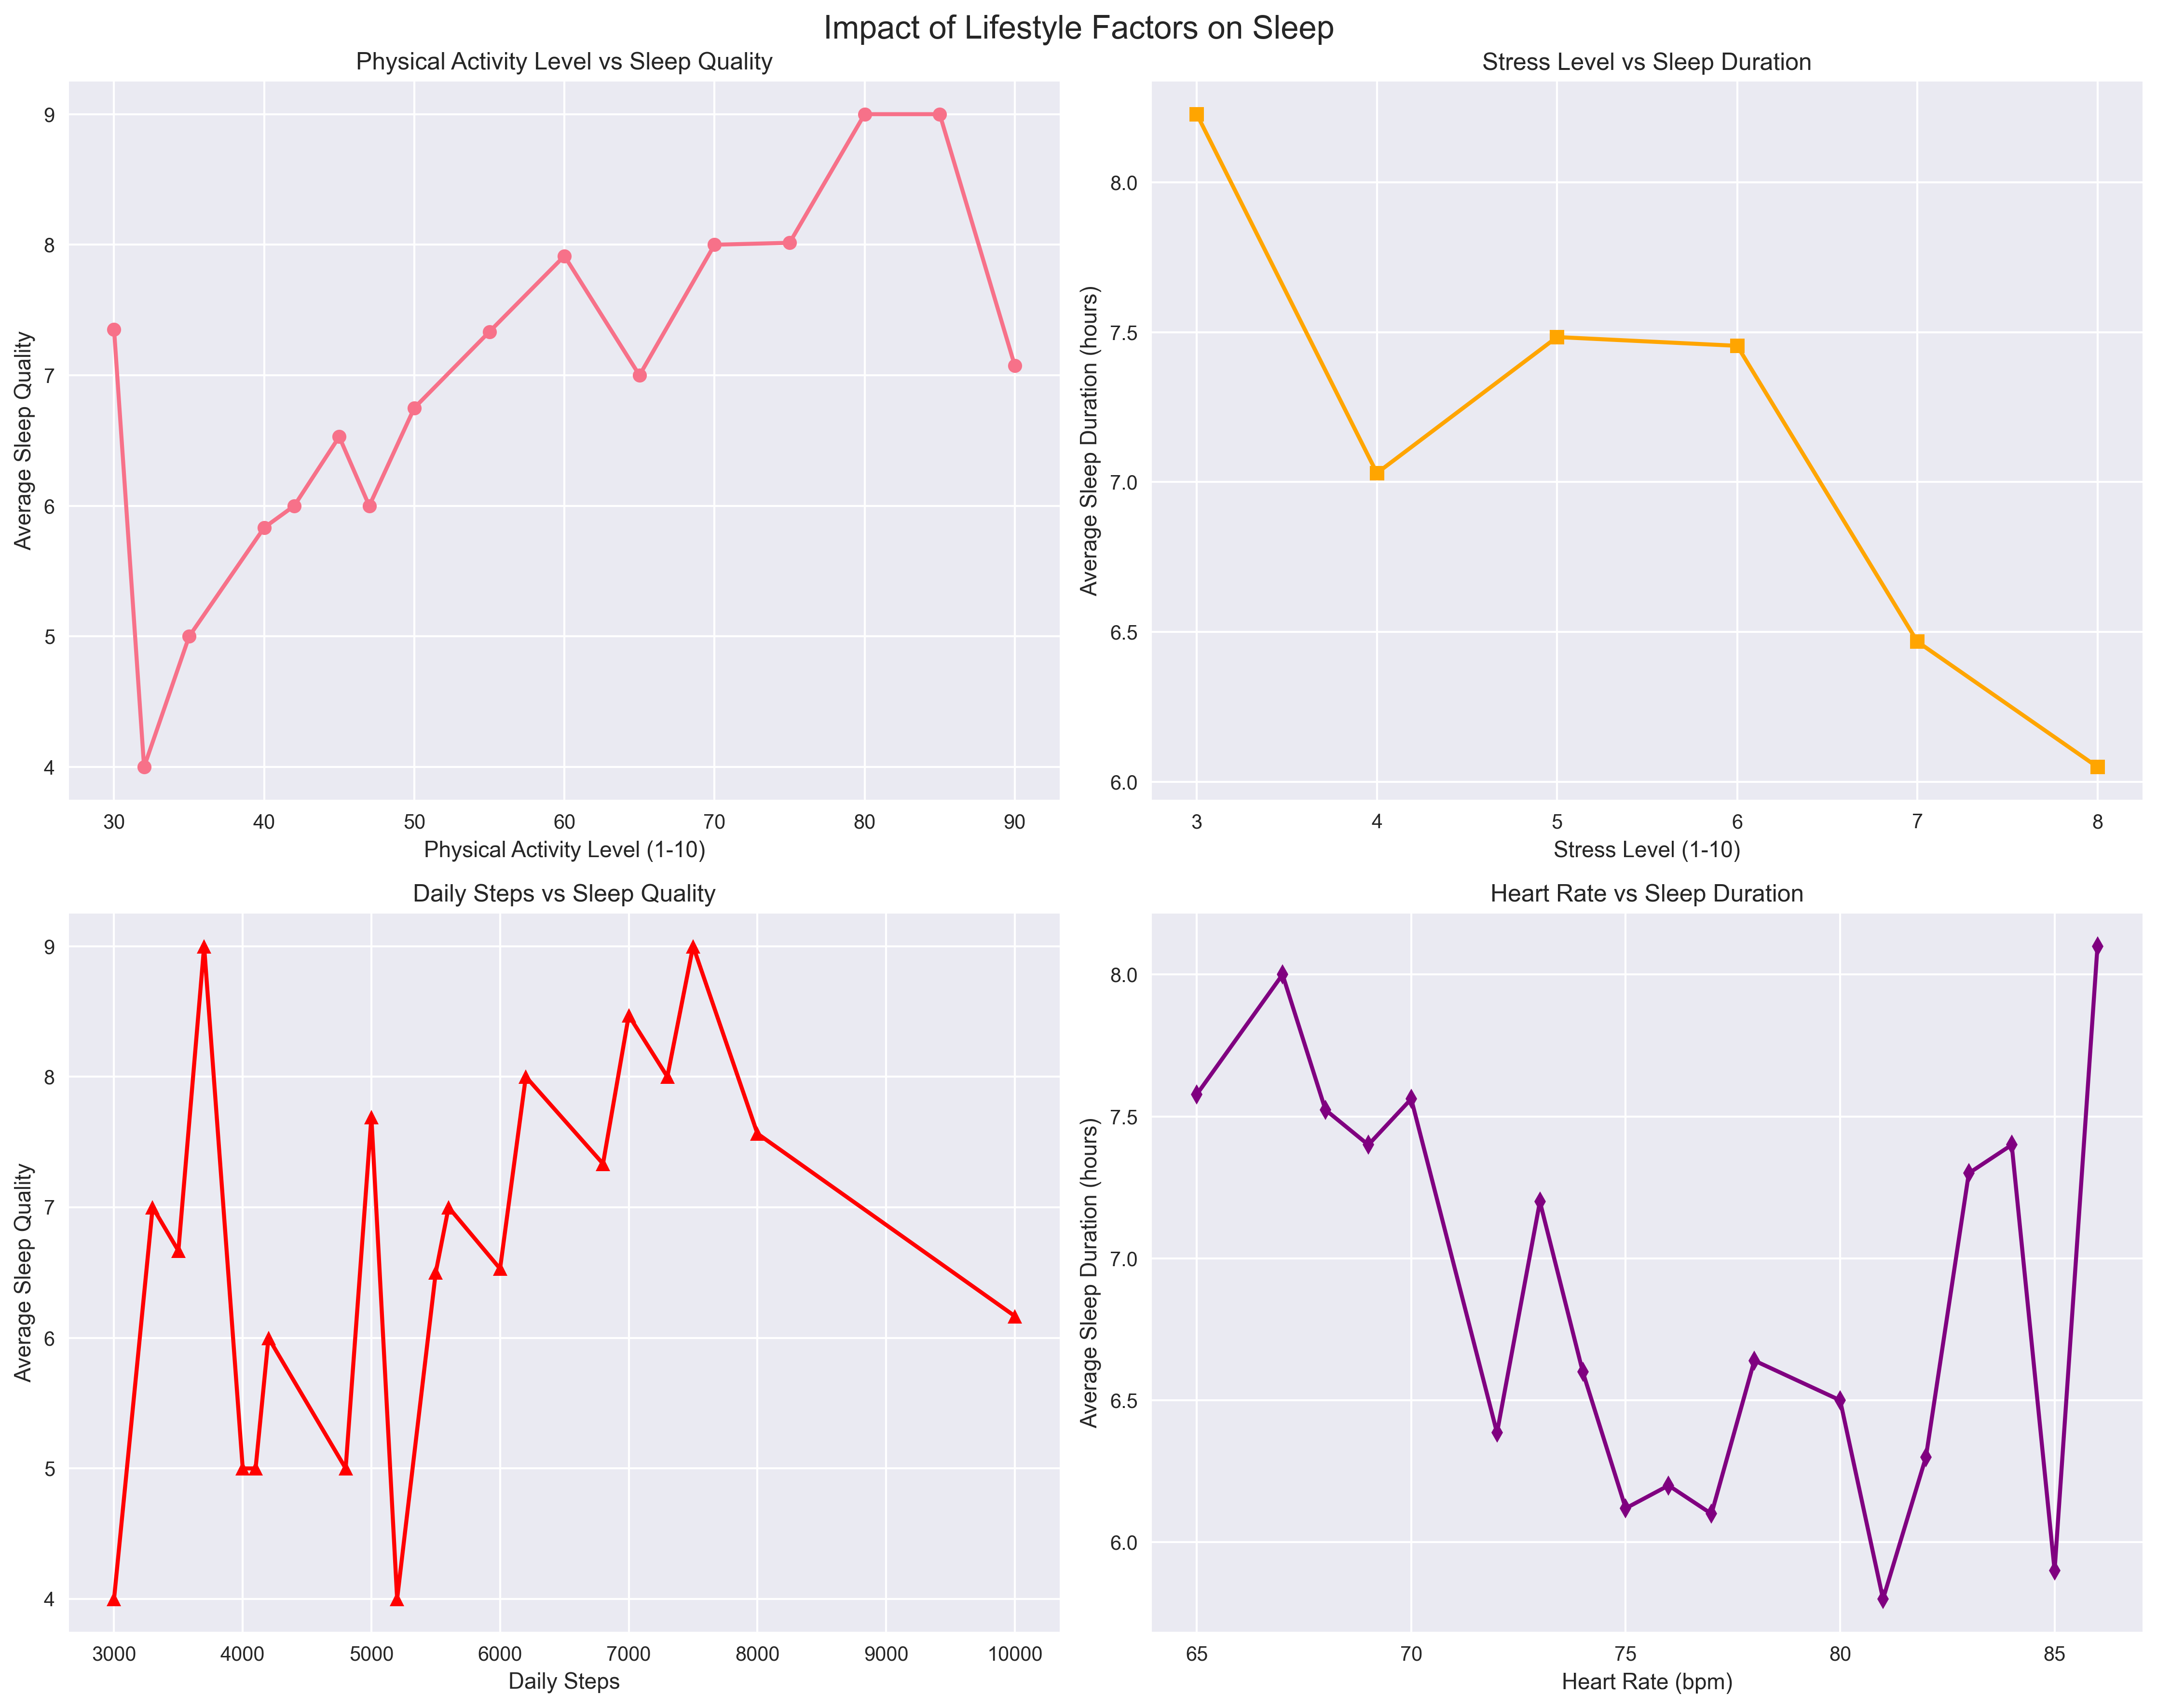 Impact of Lifestyle Factors on Sleep
Physical Activity Level vs Sleep Quality
Average Sleep Quality
9
8
7
6
5
4
30 40 50 60 70 80 90
Physical Activity Level (1-10)
Stress Level vs Sleep Duration
Average Sleep Duration (hours)
8.0
7.5
7.0
6.5
6.0
3 4 5 6 7 8
Stress Level (1-10)
Daily Steps vs Sleep Quality
Average Sleep Quality
9
8
7
6
5
4
3000 4000 5000 6000 7000 8000 9000 10000
Daily Steps
Heart Rate vs Sleep Duration
Average Sleep Duration (hours)
8.0
7.5
7.0
6.5
6.0
65 70 75 80 85
Heart Rate (bpm)